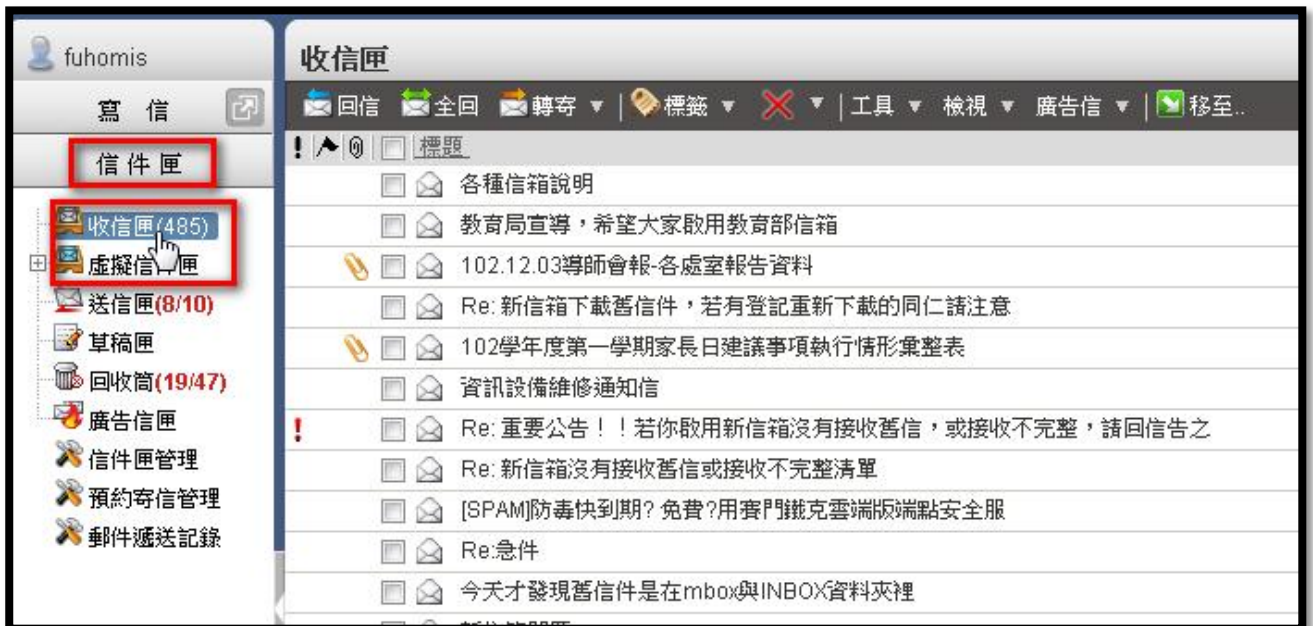 fuhomis
寫 信
信件匣
收信匣(485)
虛擬信件匣
送信匣(8/10)
草稿匣
回收筒(19/47)
廣告信匣
信件匣管理
預約寄信管理
郵件遞送記錄
收信匣
回信 全回 轉寄 ▼ | 標籤 ▼ ▼ | 工具 ▼ 檢視 ▼ 廣告信 ▼ | 移至..
標題
各種信箱說明
教育局宣導，希望大家啟用教育部信箱
102.12.03導師會報-各處室報告資料
Re: 新信箱下載舊信件，若有登記重新下載的同仁請注意
102學年度第一學期家長日建議事項執行情形彙整表
資訊設備維修通知信
Re: 重要公告！！若你啟用新信箱沒有接收舊信，或接收不完整，請回信告之
Re: 新信箱沒有接收舊信或接收不完整清單
[SPAM]防毒快到期? 免費?用賽門鐵克雲端版端點安全服
Re:急件
今天才發現舊信件是在mbox與INBOX資料夾裡